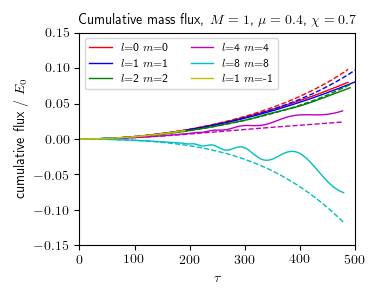 Cumulative mass flux, M = 1, μ = 0.4, χ = 0.7
0.15
0.10
0.05
0.00
−0.05
−0.10
−0.15
cumulative flux / E₀
l=0 m=0
l=1 m=1
l=2 m=2
l=4 m=4
l=8 m=8
l=1 m=-1
0 100 200 300 400 500
τ